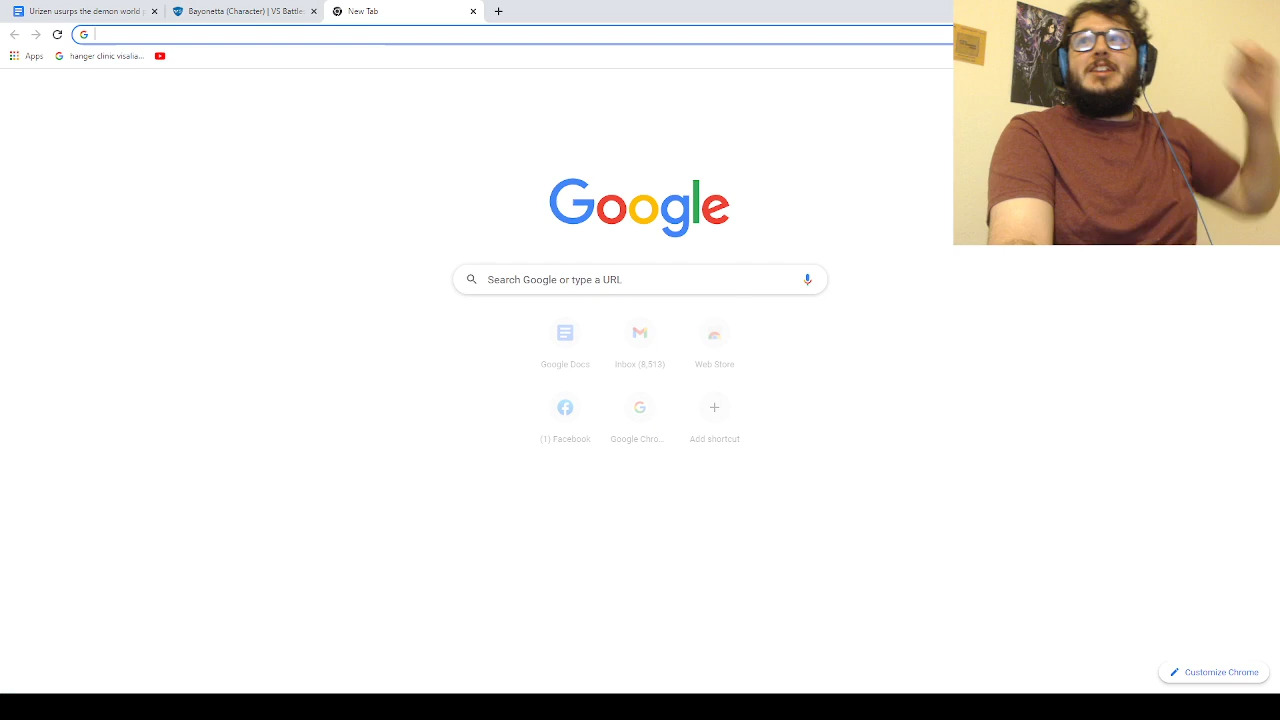 Urizen usurps the demon world p
Bayonetta (Character) | VS Battle
New Tab
Apps
hanger clinic visalia...
Google
Search Google or type a URL
Google Docs
Inbox (8,513)
Web Store
(1) Facebook
Google Chro...
Add shortcut
Customize Chrome